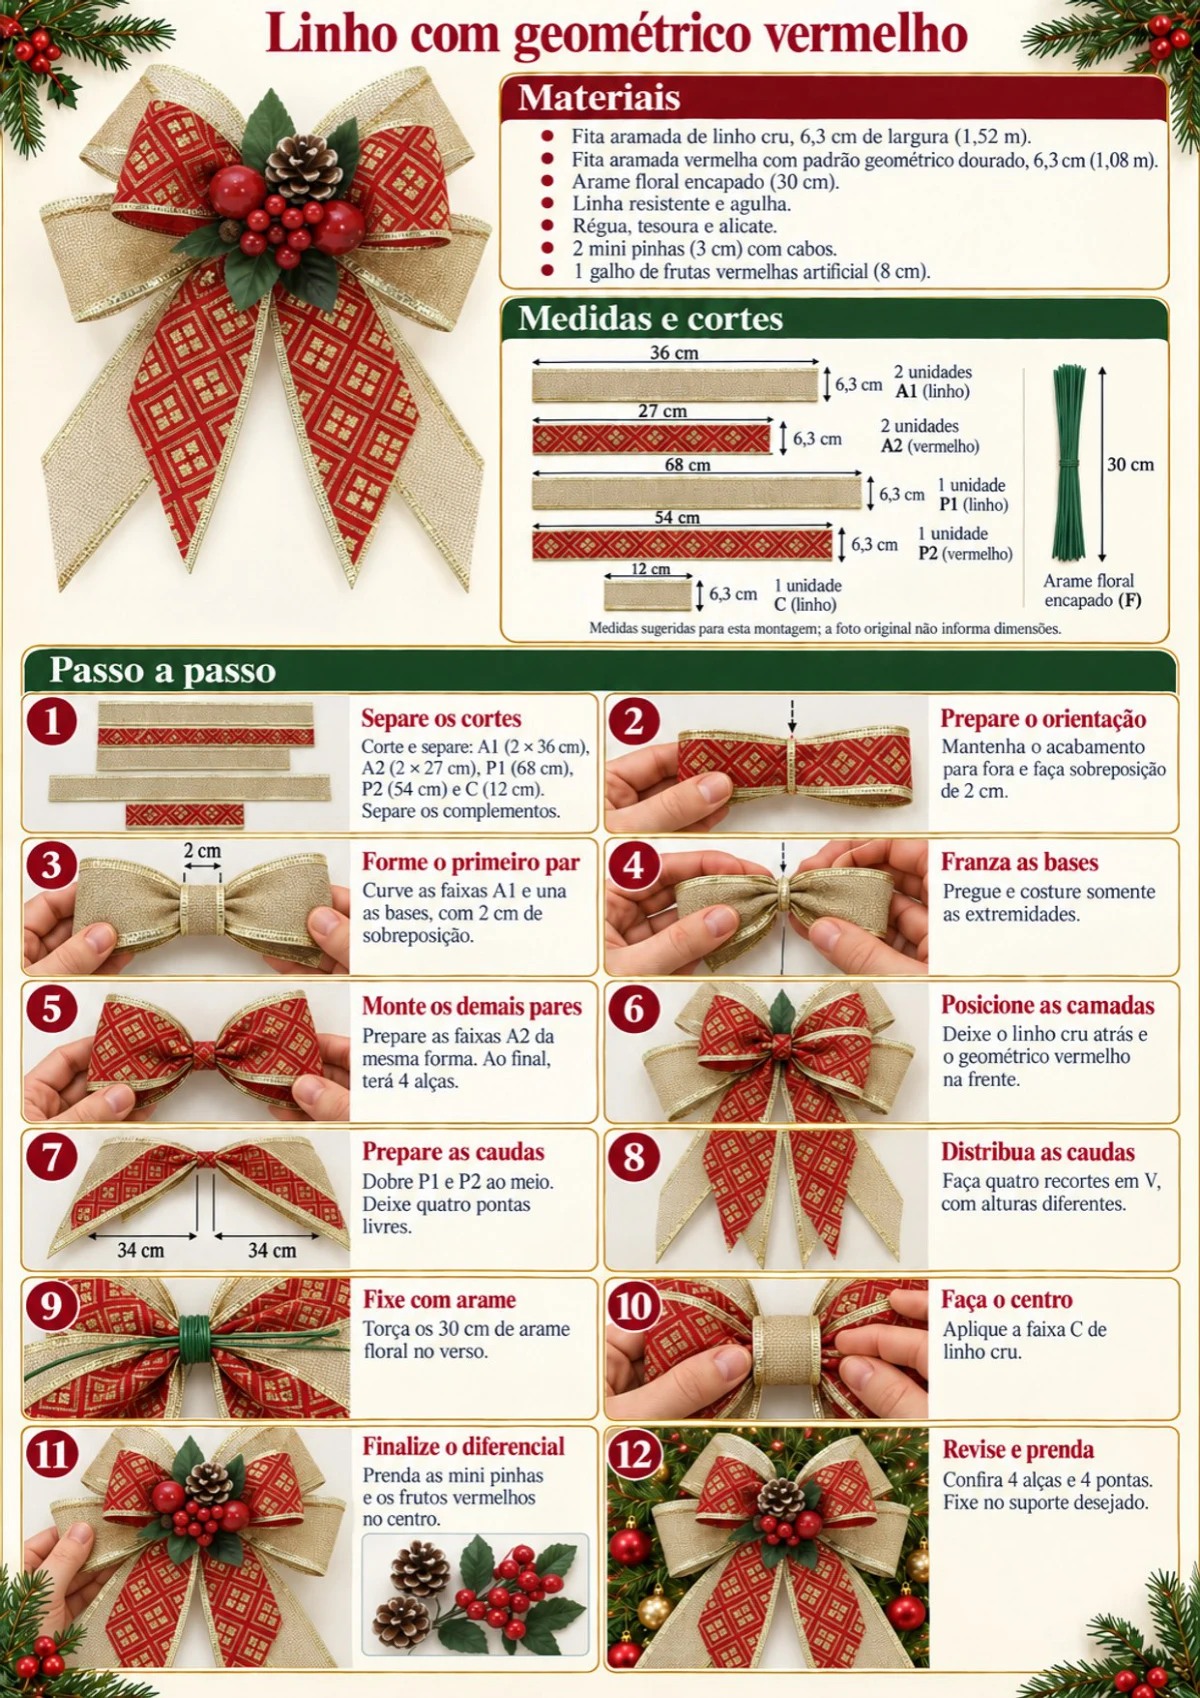 Linho com geométrico vermelho
Materiais
Fita aramada de linho cru, 6,3 cm de largura (1,52 m).
Fita aramada vermelha com padrão geométrico dourado, 6,3 cm (1,08 m).
Arame floral encapado (30 cm).
Linha resistente e agulha.
Régua, tesoura e alicate.
2 mini pinhas (3 cm) com cabos.
1 galho de frutas vermelhas artificial (8 cm).
Medidas e cortes
36 cm
6,3 cm
2 unidades
A1 (linho)
27 cm
6,3 cm
2 unidades
A2 (vermelho)
68 cm
6,3 cm
1 unidade
P1 (linho)
54 cm
6,3 cm
1 unidade
P2 (vermelho)
12 cm
6,3 cm
1 unidade
C (linho)
30 cm
Arame floral
encapado (F)
Medidas sugeridas para esta montagem; a foto original não informa dimensões.
Passo a passo
1
Separe os cortes
Corte e separe: A1 (2 × 36 cm),
A2 (2 × 27 cm), P1 (68 cm),
P2 (54 cm) e C (12 cm).
Separe os complementos.
2
Prepare o orientação
Mantenha o acabamento
para fora e faça sobreposição
de 2 cm.
3
2 cm
Forme o primeiro par
Curve as faixas A1 e una
as bases, com 2 cm de
sobreposição.
4
Franza as bases
Pregue e costure somente
as extremidades.
5
Monte os demais pares
Prepare as faixas A2 da
mesma forma. Ao final,
terá 4 alças.
6
Posicione as camadas
Deixe o linho cru atrás e
o geométrico vermelho
na frente.
7
34 cm
34 cm
Prepare as caudas
Dobre P1 e P2 ao meio.
Deixe quatro pontas
livres.
8
Distribua as caudas
Faça quatro recortes em V,
com alturas diferentes.
9
Fixe com arame
Torça os 30 cm de arame
floral no verso.
10
Faça o centro
Aplique a faixa C de
linho cru.
11
Finalize o diferencial
Prenda as mini pinhas
e os frutos vermelhos
no centro.
12
Revise e prenda
Confira 4 alças e 4 pontas.
Fixe no suporte desejado.